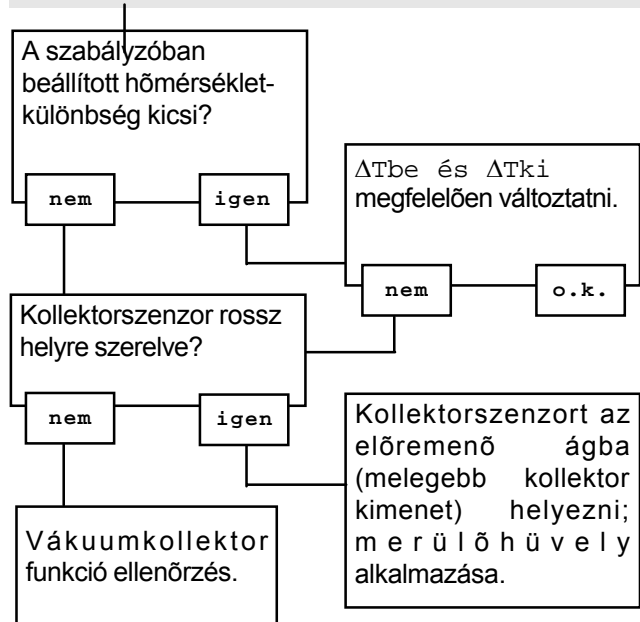 A szabályzóban
beállított hõmérséklet-
különbség kicsi?
nem
igen
ΔTbe és ΔTki
megfelelõen változtatni.
nem
o.k.
Kollektorszenzor rossz
helyre szerelve?
nem
igen
Kollektorszenzort az
elõremenõ ágba
(melegebb kollektor
kimenet) helyezni;
merülõhüvely
alkalmazása.
Vákuumkollektor
funkció ellenõrzés.